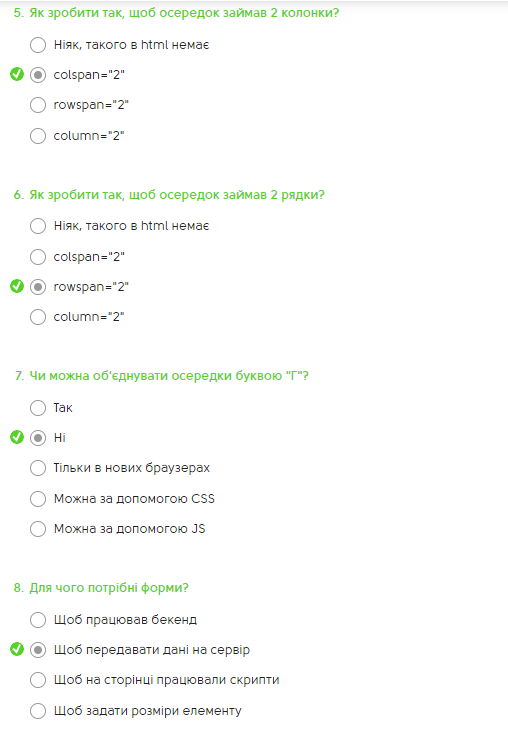 5. Як зробити так, щоб осередок займав 2 колонки?
Ніяк, такого в html немає
colspan="2"
rowspan="2"
column="2"
6. Як зробити так, щоб осередок займав 2 рядки?
Ніяк, такого в html немає
colspan="2"
rowspan="2"
column="2"
7. Чи можна об'єднувати осередки буквою "Г"?
Так
Ні
Тільки в нових браузерах
Можна за допомогою CSS
Можна за допомогою JS
8. Для чого потрібні форми?
Щоб працював бекенд
Щоб передавати дані на сервір
Щоб на сторінці працювали скрипти
Щоб задати розміри елементу